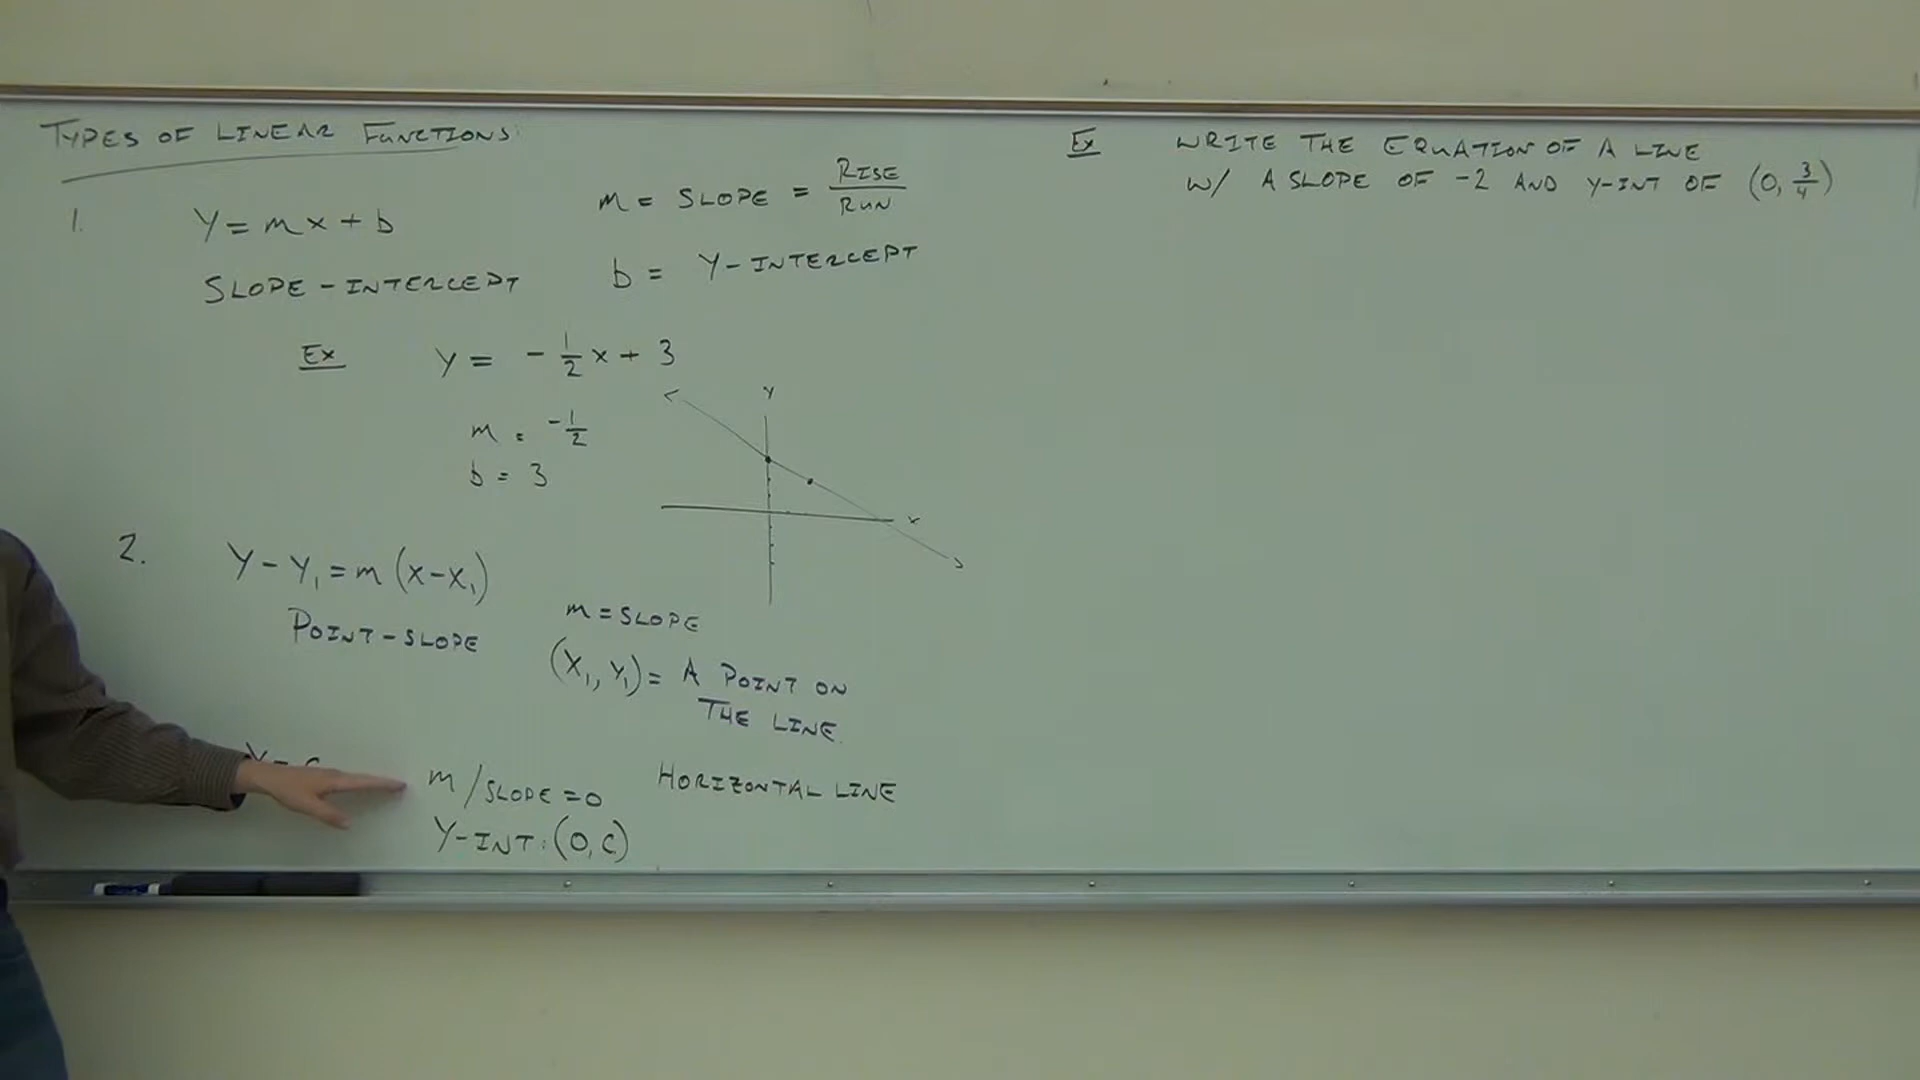 TYPES OF LINEAR FUNCTIONS:
1. Y = mx + b
m = SLOPE = RISE/RUN
SLOPE-INTERCEPT
b = Y-INTERCEPT
Ex Y = -1/2 x + 3
m = -1/2
b = 3
Y
X
2. Y - Y₁ = m(X - X₁)
POINT-SLOPE
m = SLOPE
(X₁, Y₁) = A POINT ON
THE LINE.
Y = C
m/SLOPE = 0
HORIZONTAL LINE
Y-INT: (0, C)
Ex WRITE THE EQUATION OF A LINE
W/ A SLOPE OF -2 AND Y-INT OF (0, 3/4)